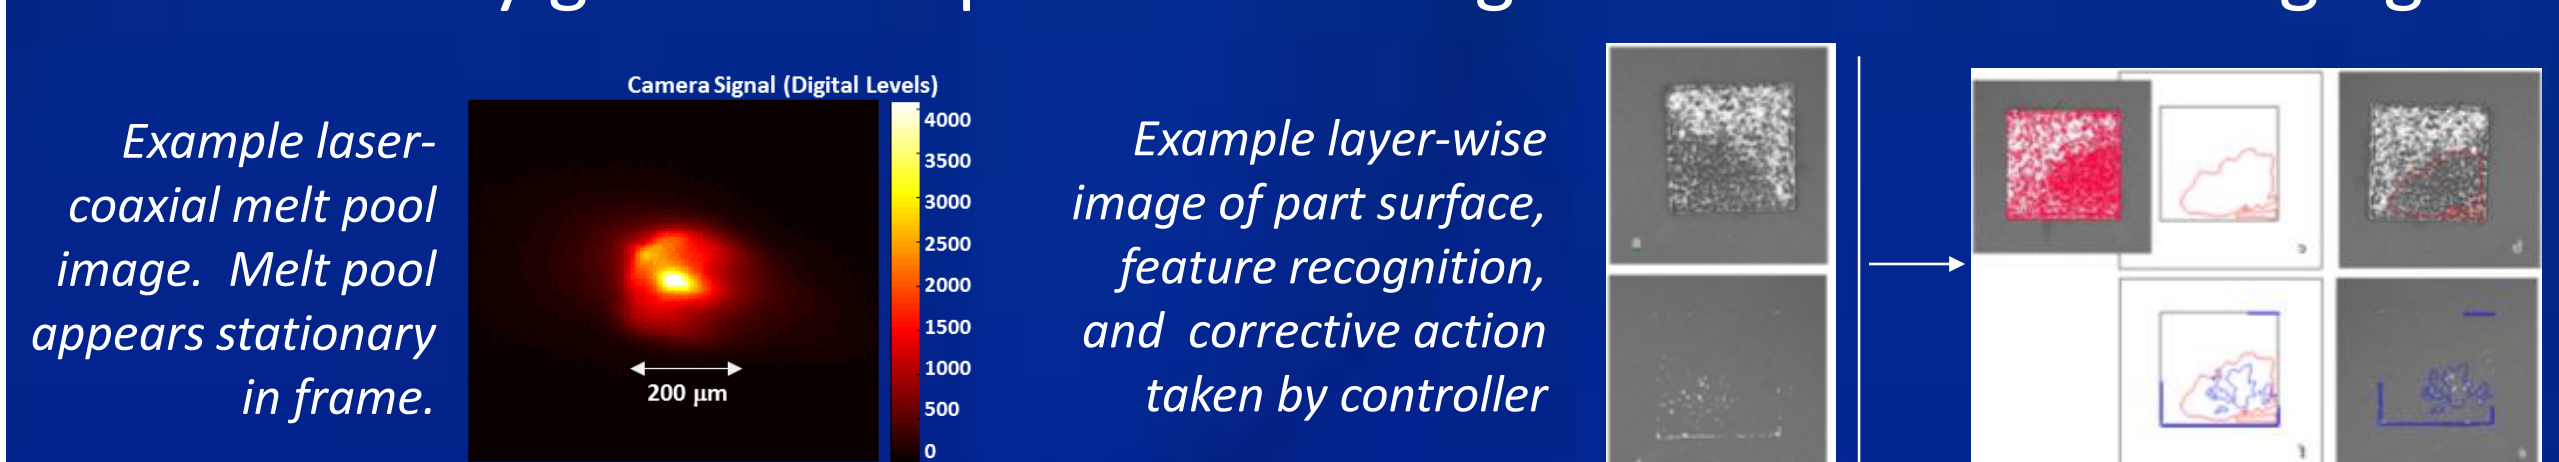 Example laser-
coaxial melt pool
image. Melt pool
appears stationary
in frame.
Camera Signal (Digital Levels)
4000
3500
3000
2500
2000
1500
1000
500
0
200 µm
Example layer-wise
image of part surface,
feature recognition,
and corrective action
taken by controller
a
d